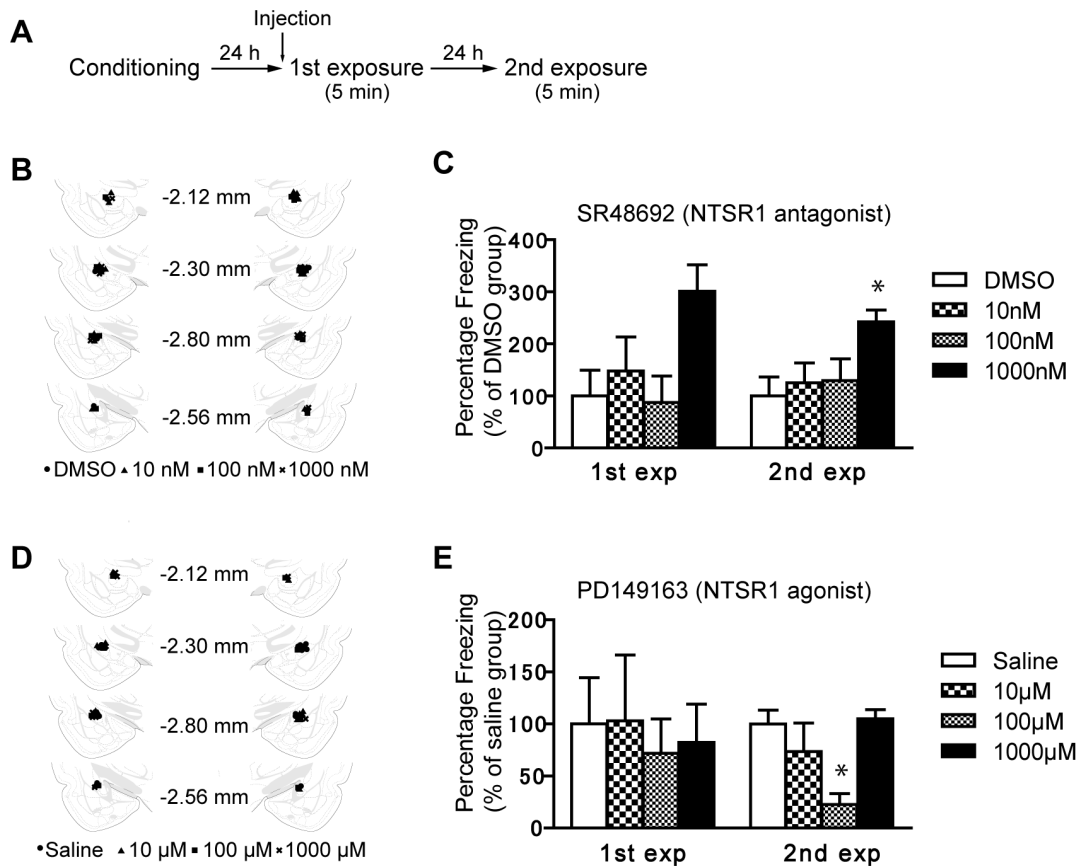 A
Injection
Conditioning 24 h 1st exposure 24 h 2nd exposure
(5 min) (5 min)
B
-2.12 mm
-2.30 mm
-2.80 mm
-2.56 mm
•DMSO ▲10 nM ■100 nM ×1000 nM
C
SR48692 (NTSR1 antagonist)
Percentage Freezing
(% of DMSO group)
400
300
200
100
0
*
1st exp 2nd exp
DMSO
10nM
100nM
1000nM
D
-2.12 mm
-2.30 mm
-2.80 mm
-2.56 mm
•Saline ▲10 µM ■100 µM ×1000 µM
E
PD149163 (NTSR1 agonist)
Percentage Freezing
(% of saline group)
200
150
100
50
0
*
1st exp 2nd exp
Saline
10µM
100µM
1000µM